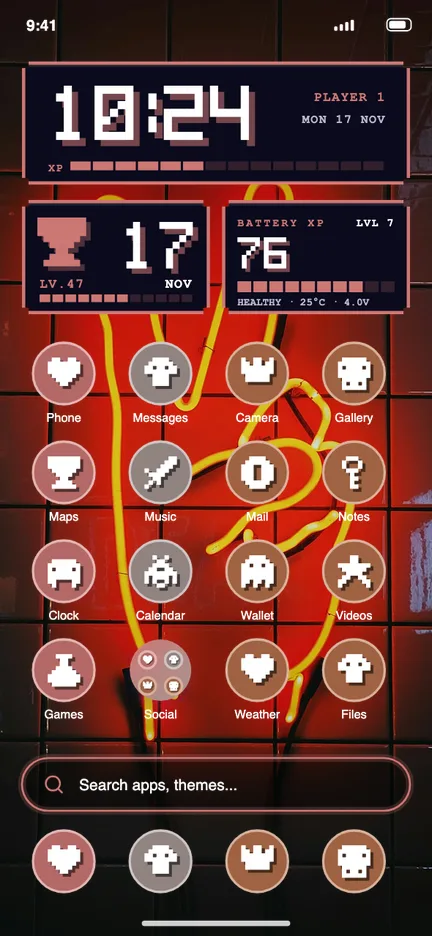 9:41
10:24
PLAYER 1
MON 17 NOV
XP
17
LV.47
NOV
BATTERY XP
LVL 7
76
HEALTHY · 25°C · 4.0V
Phone
Messages
Camera
Gallery
Maps
Music
Mail
Notes
Clock
Calendar
Wallet
Videos
Games
Social
Weather
Files
Search apps, themes...